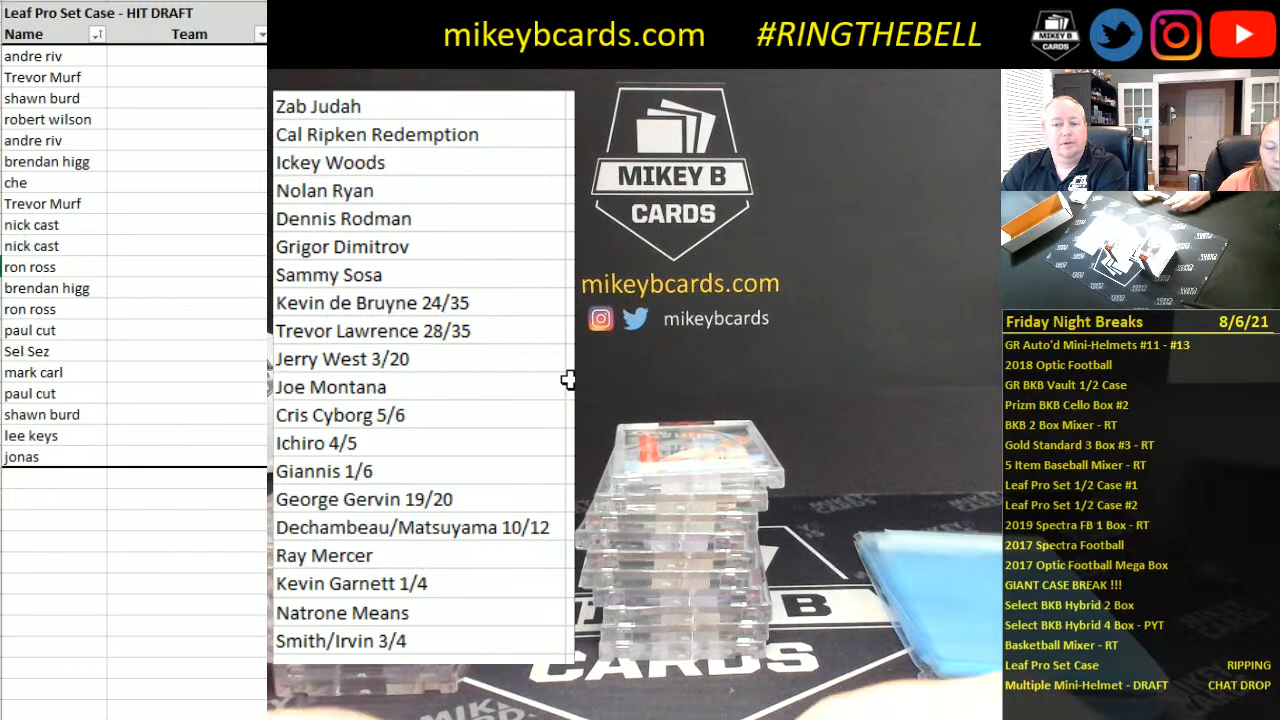 Leaf Pro Set Case - HIT DRAFT
Name
Team
andre riv
Trevor Murf
shawn burd
robert wilson
andre riv
brendan higg
che
Trevor Murf
nick cast
nick cast
ron ross
brendan higg
ron ross
paul cut
Sel Sez
mark carl
paul cut
shawn burd
lee keys
jonas
mikeybcards.com
#RINGTHEBELL
MIKEY B
CARDS
Zab Judah
Cal Ripken Redemption
Ickey Woods
Nolan Ryan
Dennis Rodman
Grigor Dimitrov
Sammy Sosa
Kevin de Bruyne 24/35
Trevor Lawrence 28/35
Jerry West 3/20
Joe Montana
Cris Cyborg 5/6
Ichiro 4/5
Giannis 1/6
George Gervin 19/20
Dechambeau/Matsuyama 10/12
Ray Mercer
Kevin Garnett 1/4
Natrone Means
Smith/Irvin 3/4
MIKEY B
CARDS
mikeybcards.com
mikeybcards
B
CARDS
Friday Night Breaks 8/6/21
GR Auto'd Mini-Helmets #11 - #13
2018 Optic Football
GR BKB Vault 1/2 Case
Prizm BKB Cello Box #2
BKB 2 Box Mixer - RT
Gold Standard 3 Box #3 - RT
5 Item Baseball Mixer - RT
Leaf Pro Set 1/2 Case #1
Leaf Pro Set 1/2 Case #2
2019 Spectra FB 1 Box - RT
2017 Spectra Football
2017 Optic Football Mega Box
GIANT CASE BREAK !!!
Select BKB Hybrid 2 Box
Select BKB Hybrid 4 Box - PYT
Basketball Mixer - RT
Leaf Pro Set Case RIPPING
Multiple Mini-Helmet - DRAFT CHAT DROP